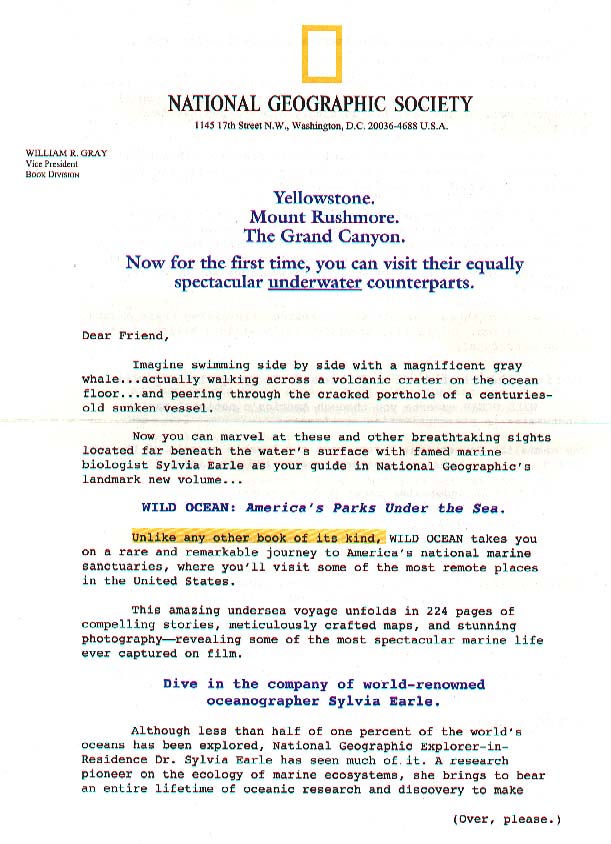 NATIONAL GEOGRAPHIC SOCIETY
1145 17th Street N.W., Washington, D.C. 20036-4688 U.S.A.
WILLIAM R. GRAY
Vice President
BOOK DIVISION
Yellowstone.
Mount Rushmore.
The Grand Canyon.
Now for the first time, you can visit their equally
spectacular underwater counterparts.
Dear Friend,
Imagine swimming side by side with a magnificent gray
whale...actually walking across a volcanic crater on the ocean
floor...and peering through the cracked porthole of a centuries-
old sunken vessel.
Now you can marvel at these and other breathtaking sights
located far beneath the water's surface with famed marine
biologist Sylvia Earle as your guide in National Geographic's
landmark new volume...
WILD OCEAN: America's Parks Under the Sea.
Unlike any other book of its kind, WILD OCEAN takes you
on a rare and remarkable journey to America's national marine
sanctuaries, where you'll visit some of the most remote places
in the United States.
This amazing undersea voyage unfolds in 224 pages of
compelling stories, meticulously crafted maps, and stunning
photography—revealing some of the most spectacular marine life
ever captured on film.
Dive in the company of world-renowned
oceanographer Sylvia Earle.
Although less than half of one percent of the world's
oceans has been explored, National Geographic Explorer-in-
Residence Dr. Sylvia Earle has seen much of it. A research
pioneer on the ecology of marine ecosystems, she brings to bear
an entire lifetime of oceanic research and discovery to make
(Over, please.)